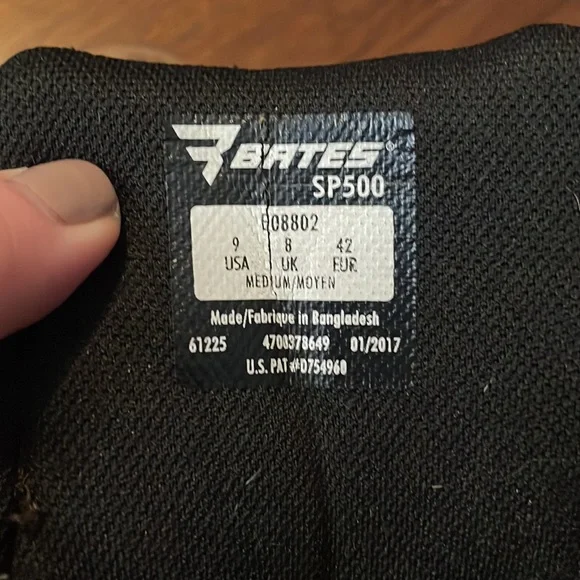 BATES®
SP500
E08802
9 8 42
USA UK EUR
MEDIUM/MOYEN
Made/Fabrique in Bangladesh
61225 4700378649 01/2017
U.S. PAT #D754960